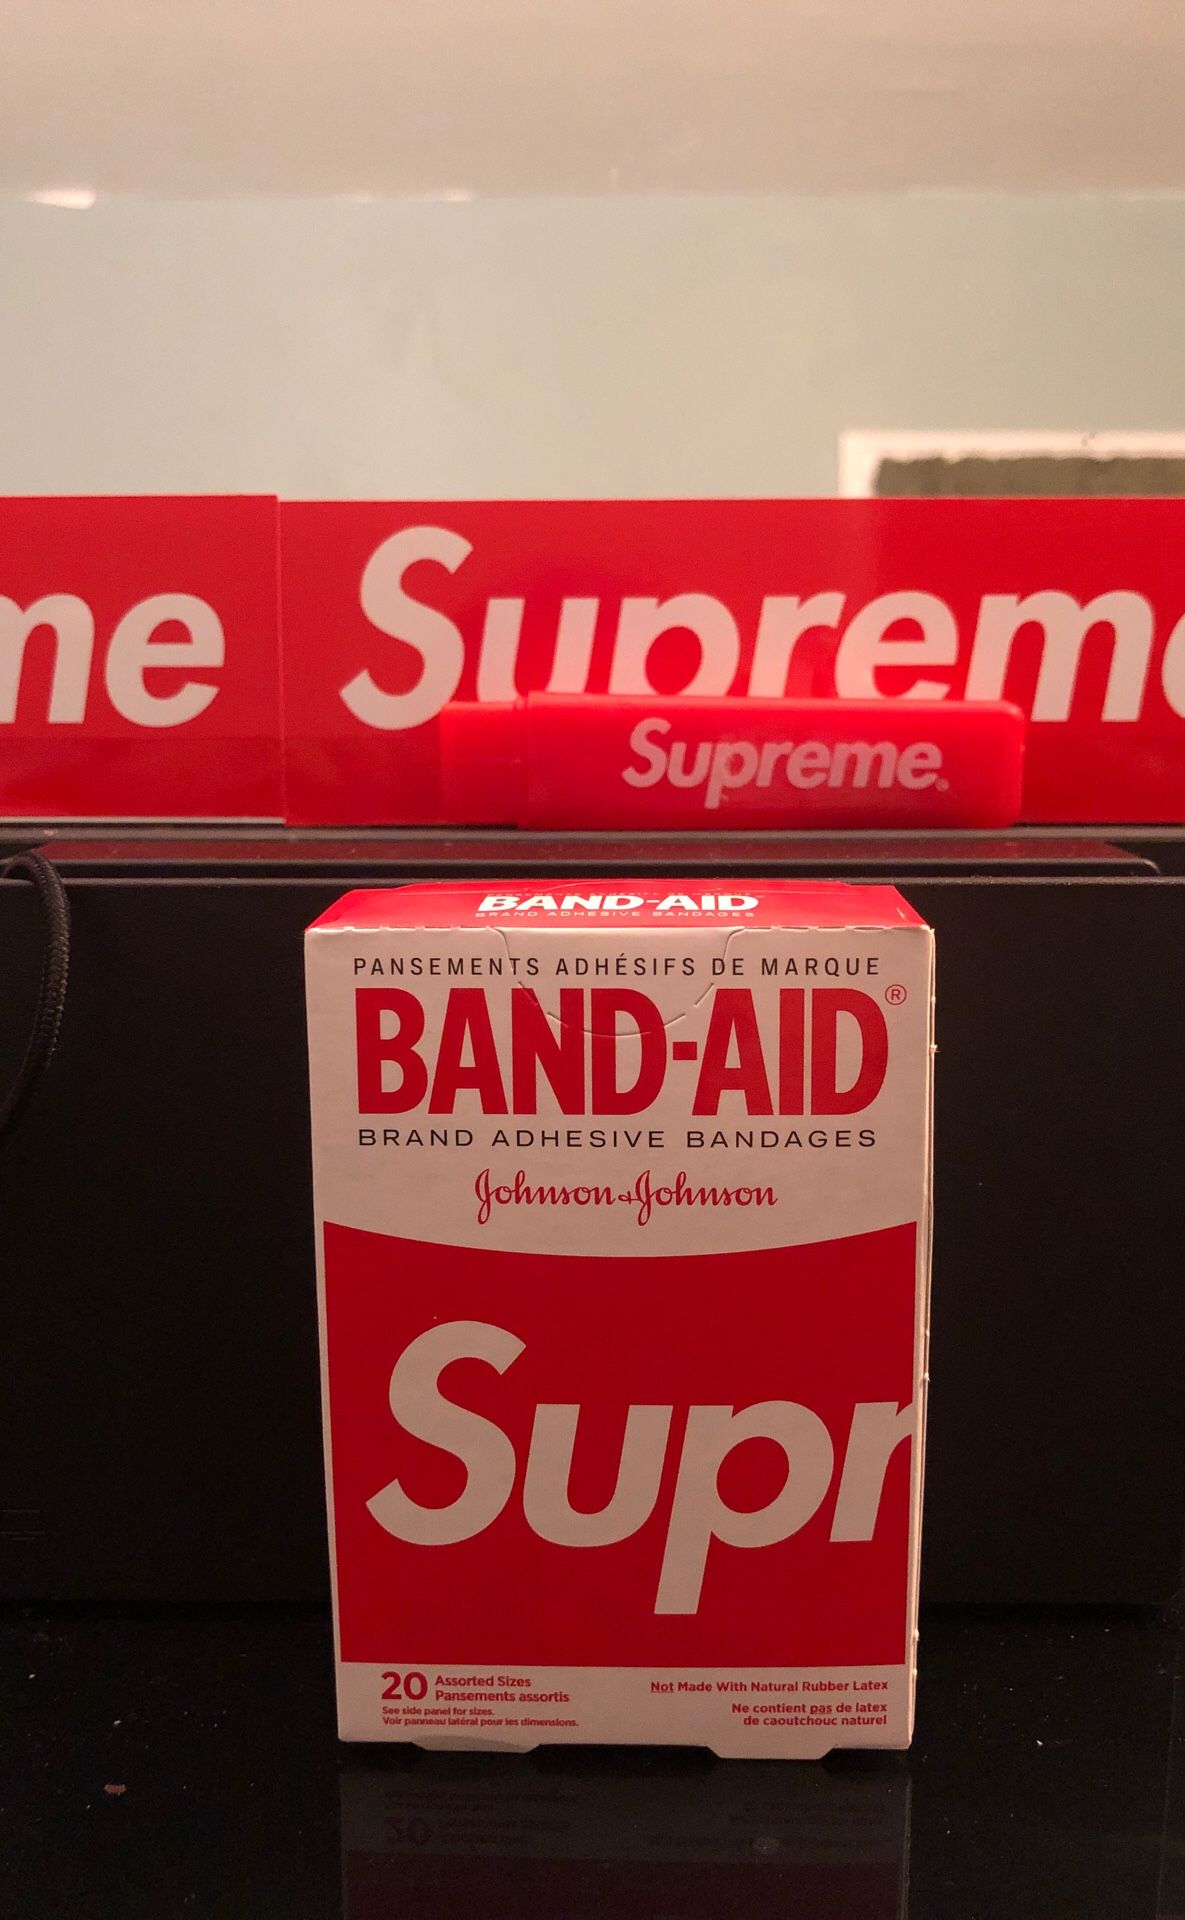 me Supreme
Supreme®
BAND-AID
BRAND ADHESIVE BANDAGES
PANSEMENTS ADHÉSIFS DE MARQUE
BAND-AID®
BRAND ADHESIVE BANDAGES
Johnson & Johnson
Supr
20 Assorted Sizes
Pansements assortis
See side panel for sizes.
Voir panneau latéral pour les dimensions.
Not Made With Natural Rubber Latex
Ne contient pas de latex
de caoutchouc naturel